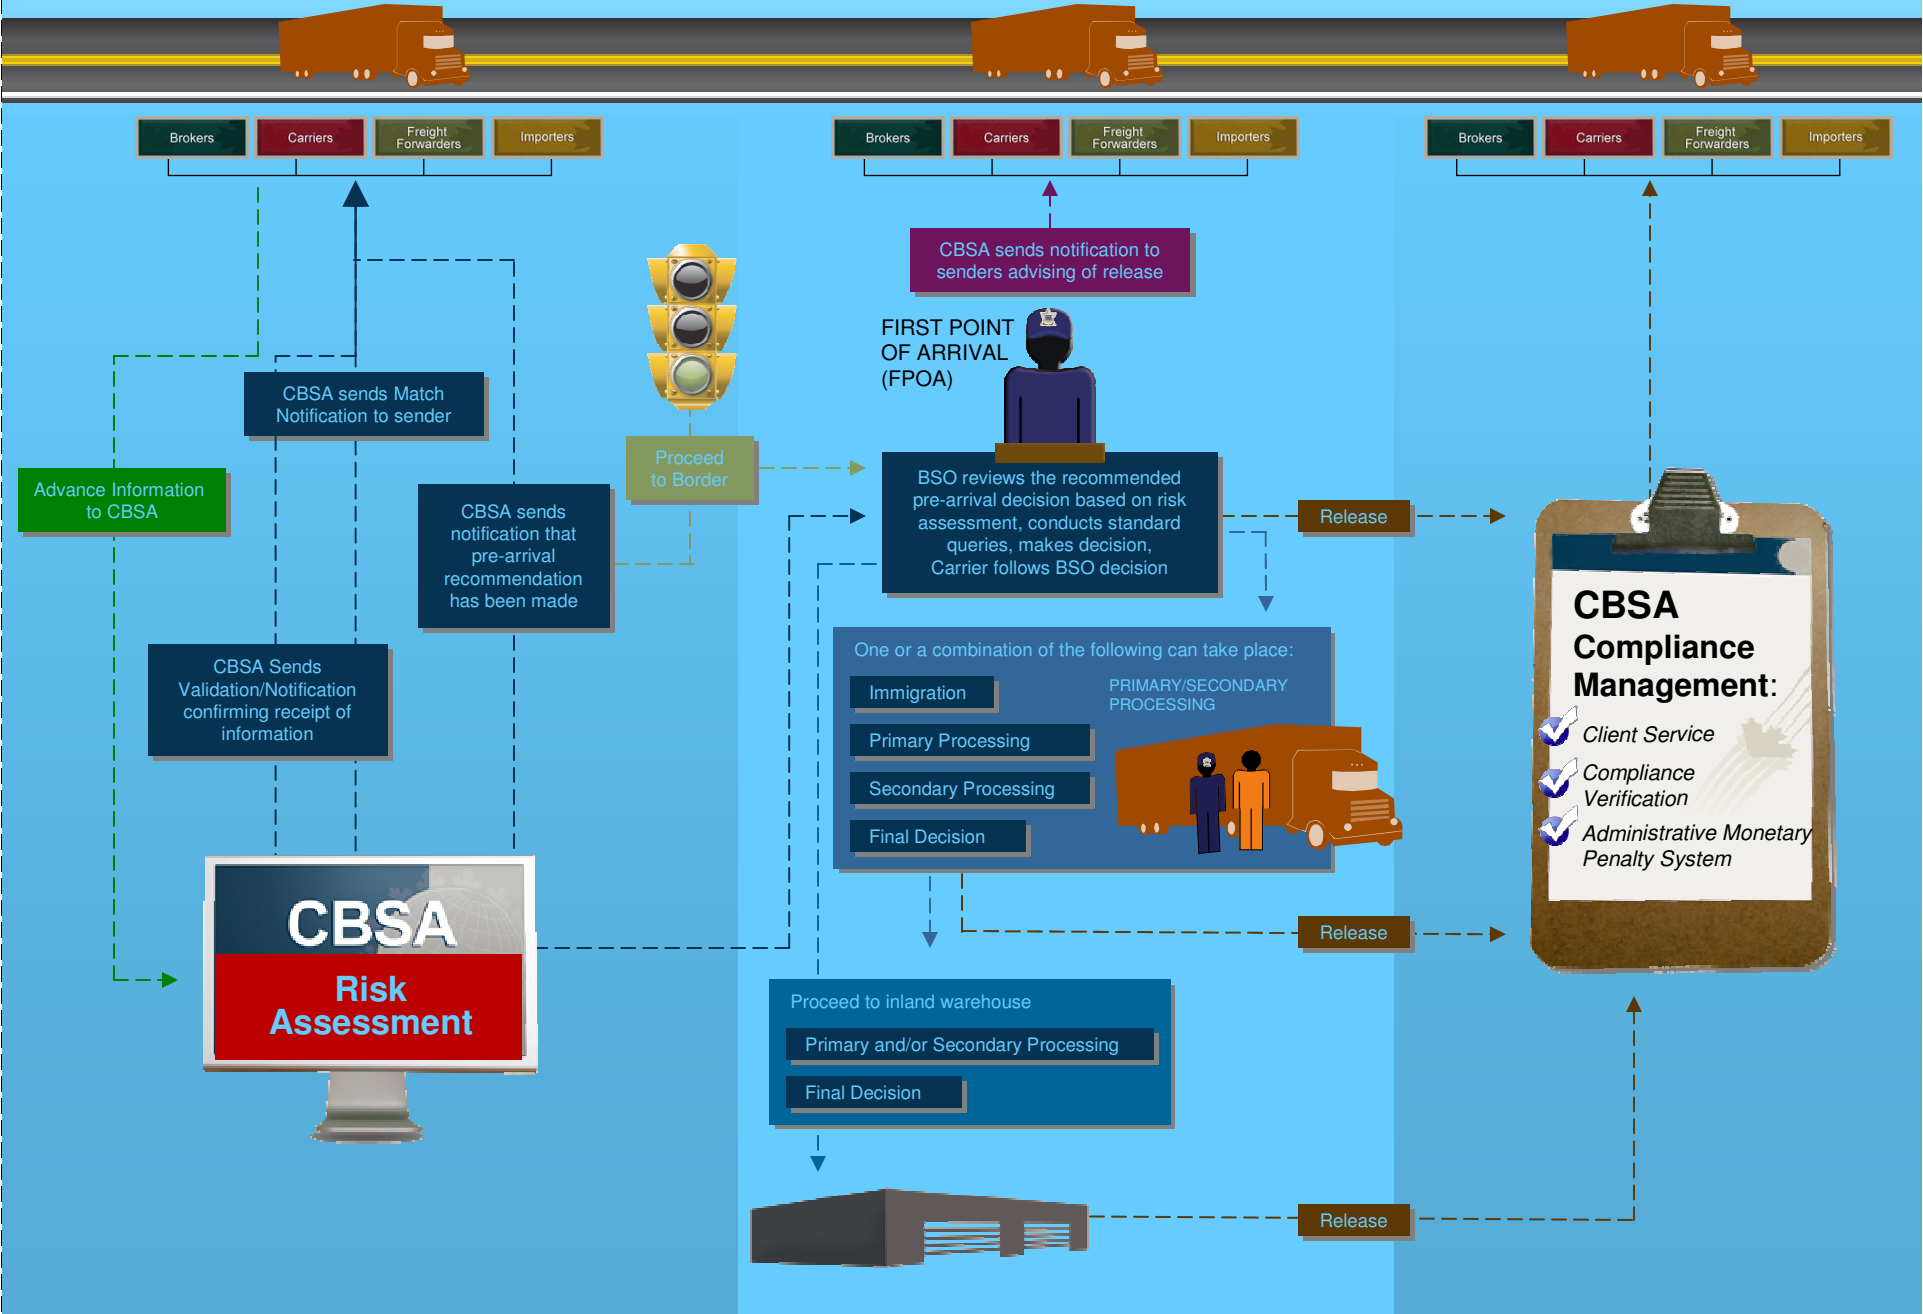 Brokers
Carriers
Freight
Forwarders
Importers
Brokers
Carriers
Freight
Forwarders
Importers
Brokers
Carriers
Freight
Forwarders
Importers
CBSA sends Match
Notification to sender
Advance Information
to CBSA
CBSA sends
notification that
pre-arrival
recommendation
has been made
CBSA Sends
Validation/Notification
confirming receipt of
information
CBSA
Risk
Assessment
Proceed
to Border
CBSA sends notification to
senders advising of release
FIRST POINT
OF ARRIVAL
(FPOA)
BSO reviews the recommended
pre-arrival decision based on risk
assessment, conducts standard
queries, makes decision,
Carrier follows BSO decision
Release
One or a combination of the following can take place:
Immigration
PRIMARY/SECONDARY
PROCESSING
Primary Processing
Secondary Processing
Final Decision
Release
Proceed to inland warehouse
Primary and/or Secondary Processing
Final Decision
Release
CBSA
Compliance
Management:
Client Service
Compliance
Verification
Administrative Monetary
Penalty System